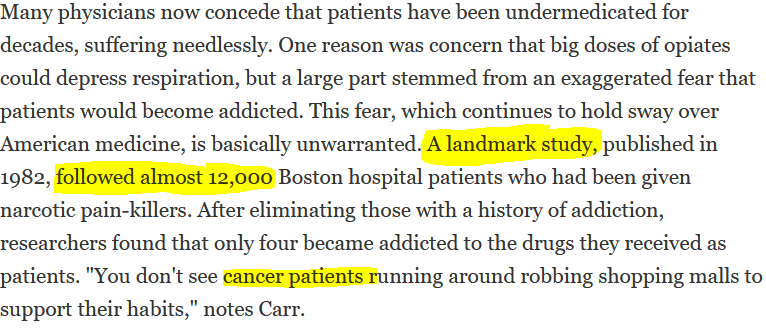 Many physicians now concede that patients have been undermedicated for
decades, suffering needlessly. One reason was concern that big doses of opiates
could depress respiration, but a large part stemmed from an exaggerated fear that
patients would become addicted. This fear, which continues to hold sway over
American medicine, is basically unwarranted. A landmark study, published in
1982, followed almost 12,000 Boston hospital patients who had been given
narcotic pain-killers. After eliminating those with a history of addiction,
researchers found that only four became addicted to the drugs they received as
patients. "You don't see cancer patients running around robbing shopping malls to
support their habits," notes Carr.